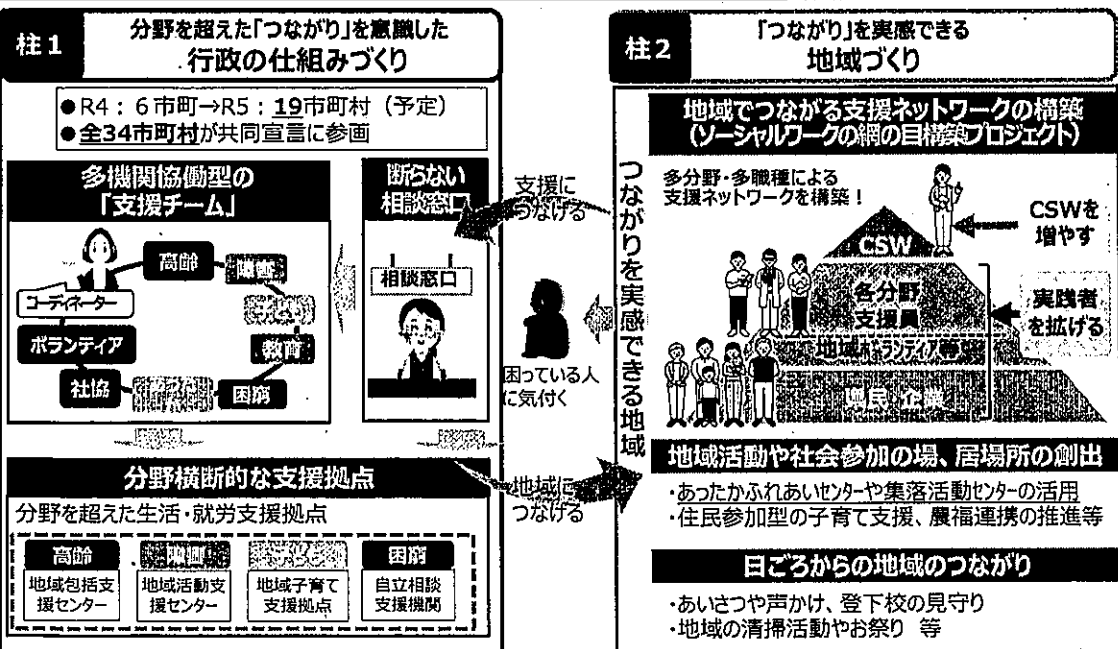 柱1
分野を超えた「つながり」を意識した
行政の仕組みづくり
●R4：6市町→R5：19市町村（予定）
●全34市町村が共同宣言に参画
多機関協働型の
「支援チーム」
高齢
コーディネーター
ボランティア
教育
社協
困窮
断らない
相談窓口
相談窓口
分野横断的な支援拠点
分野を超えた生活・就労支援拠点
高齢
地域包括支
援センター
地域活動支
援センター
地域子育て
支援拠点
困窮
自立相談
支援機関
支援に
つなげる
困っている人
に気付く
地域に
つなげる
柱2
「つながり」を実感できる
地域づくり
つながりを実感できる地域
地域でつながる支援ネットワークの構築
（ソーシャルワークの網の目構築プロジェクト）
多分野・多職種による
支援ネットワークを構築！
CSW
CSWを
増やす
各分野
支援員
地域ボランティア等
県民・企業
実践者
を拡げる
地域活動や社会参加の場、居場所の創出
・あったかふれあいセンターや集落活動センターの活用
・住民参加型の子育て支援、農福連携の推進等
日ごろからの地域のつながり
・あいさつや声かけ、登下校の見守り
・地域の清掃活動やお祭り 等